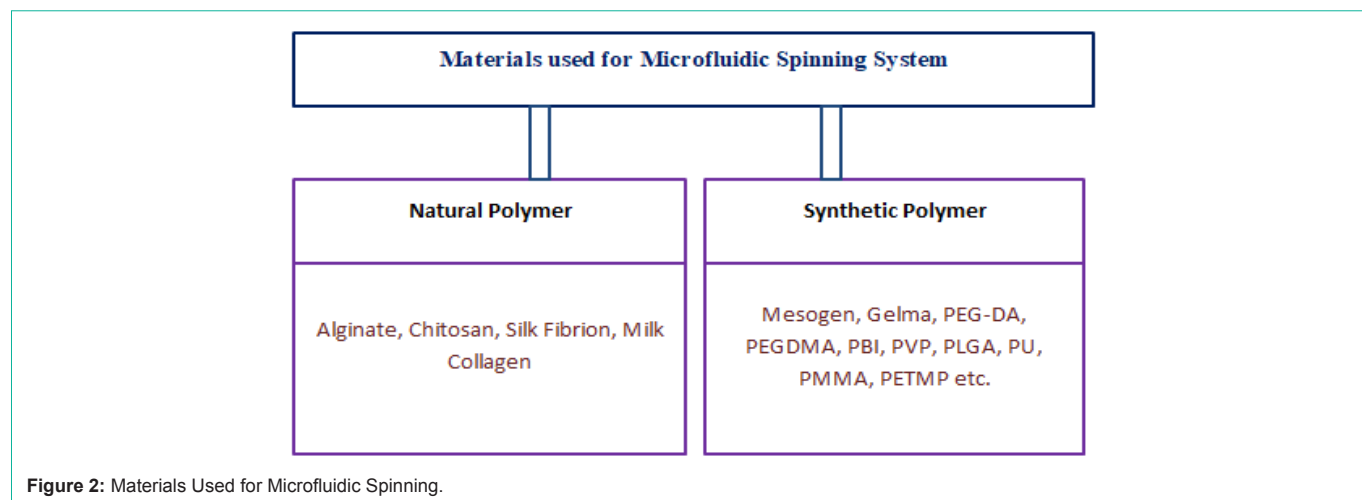 Materials used for Microfluidic Spinning System
Natural Polymer
Alginate, Chitosan, Silk Fibrion, Milk
Collagen
Synthetic Polymer
Mesogen, Gelma, PEG-DA,
PEGDMA, PBI, PVP, PLGA, PU,
PMMA, PETMP etc.
Figure 2: Materials Used for Microfluidic Spinning.